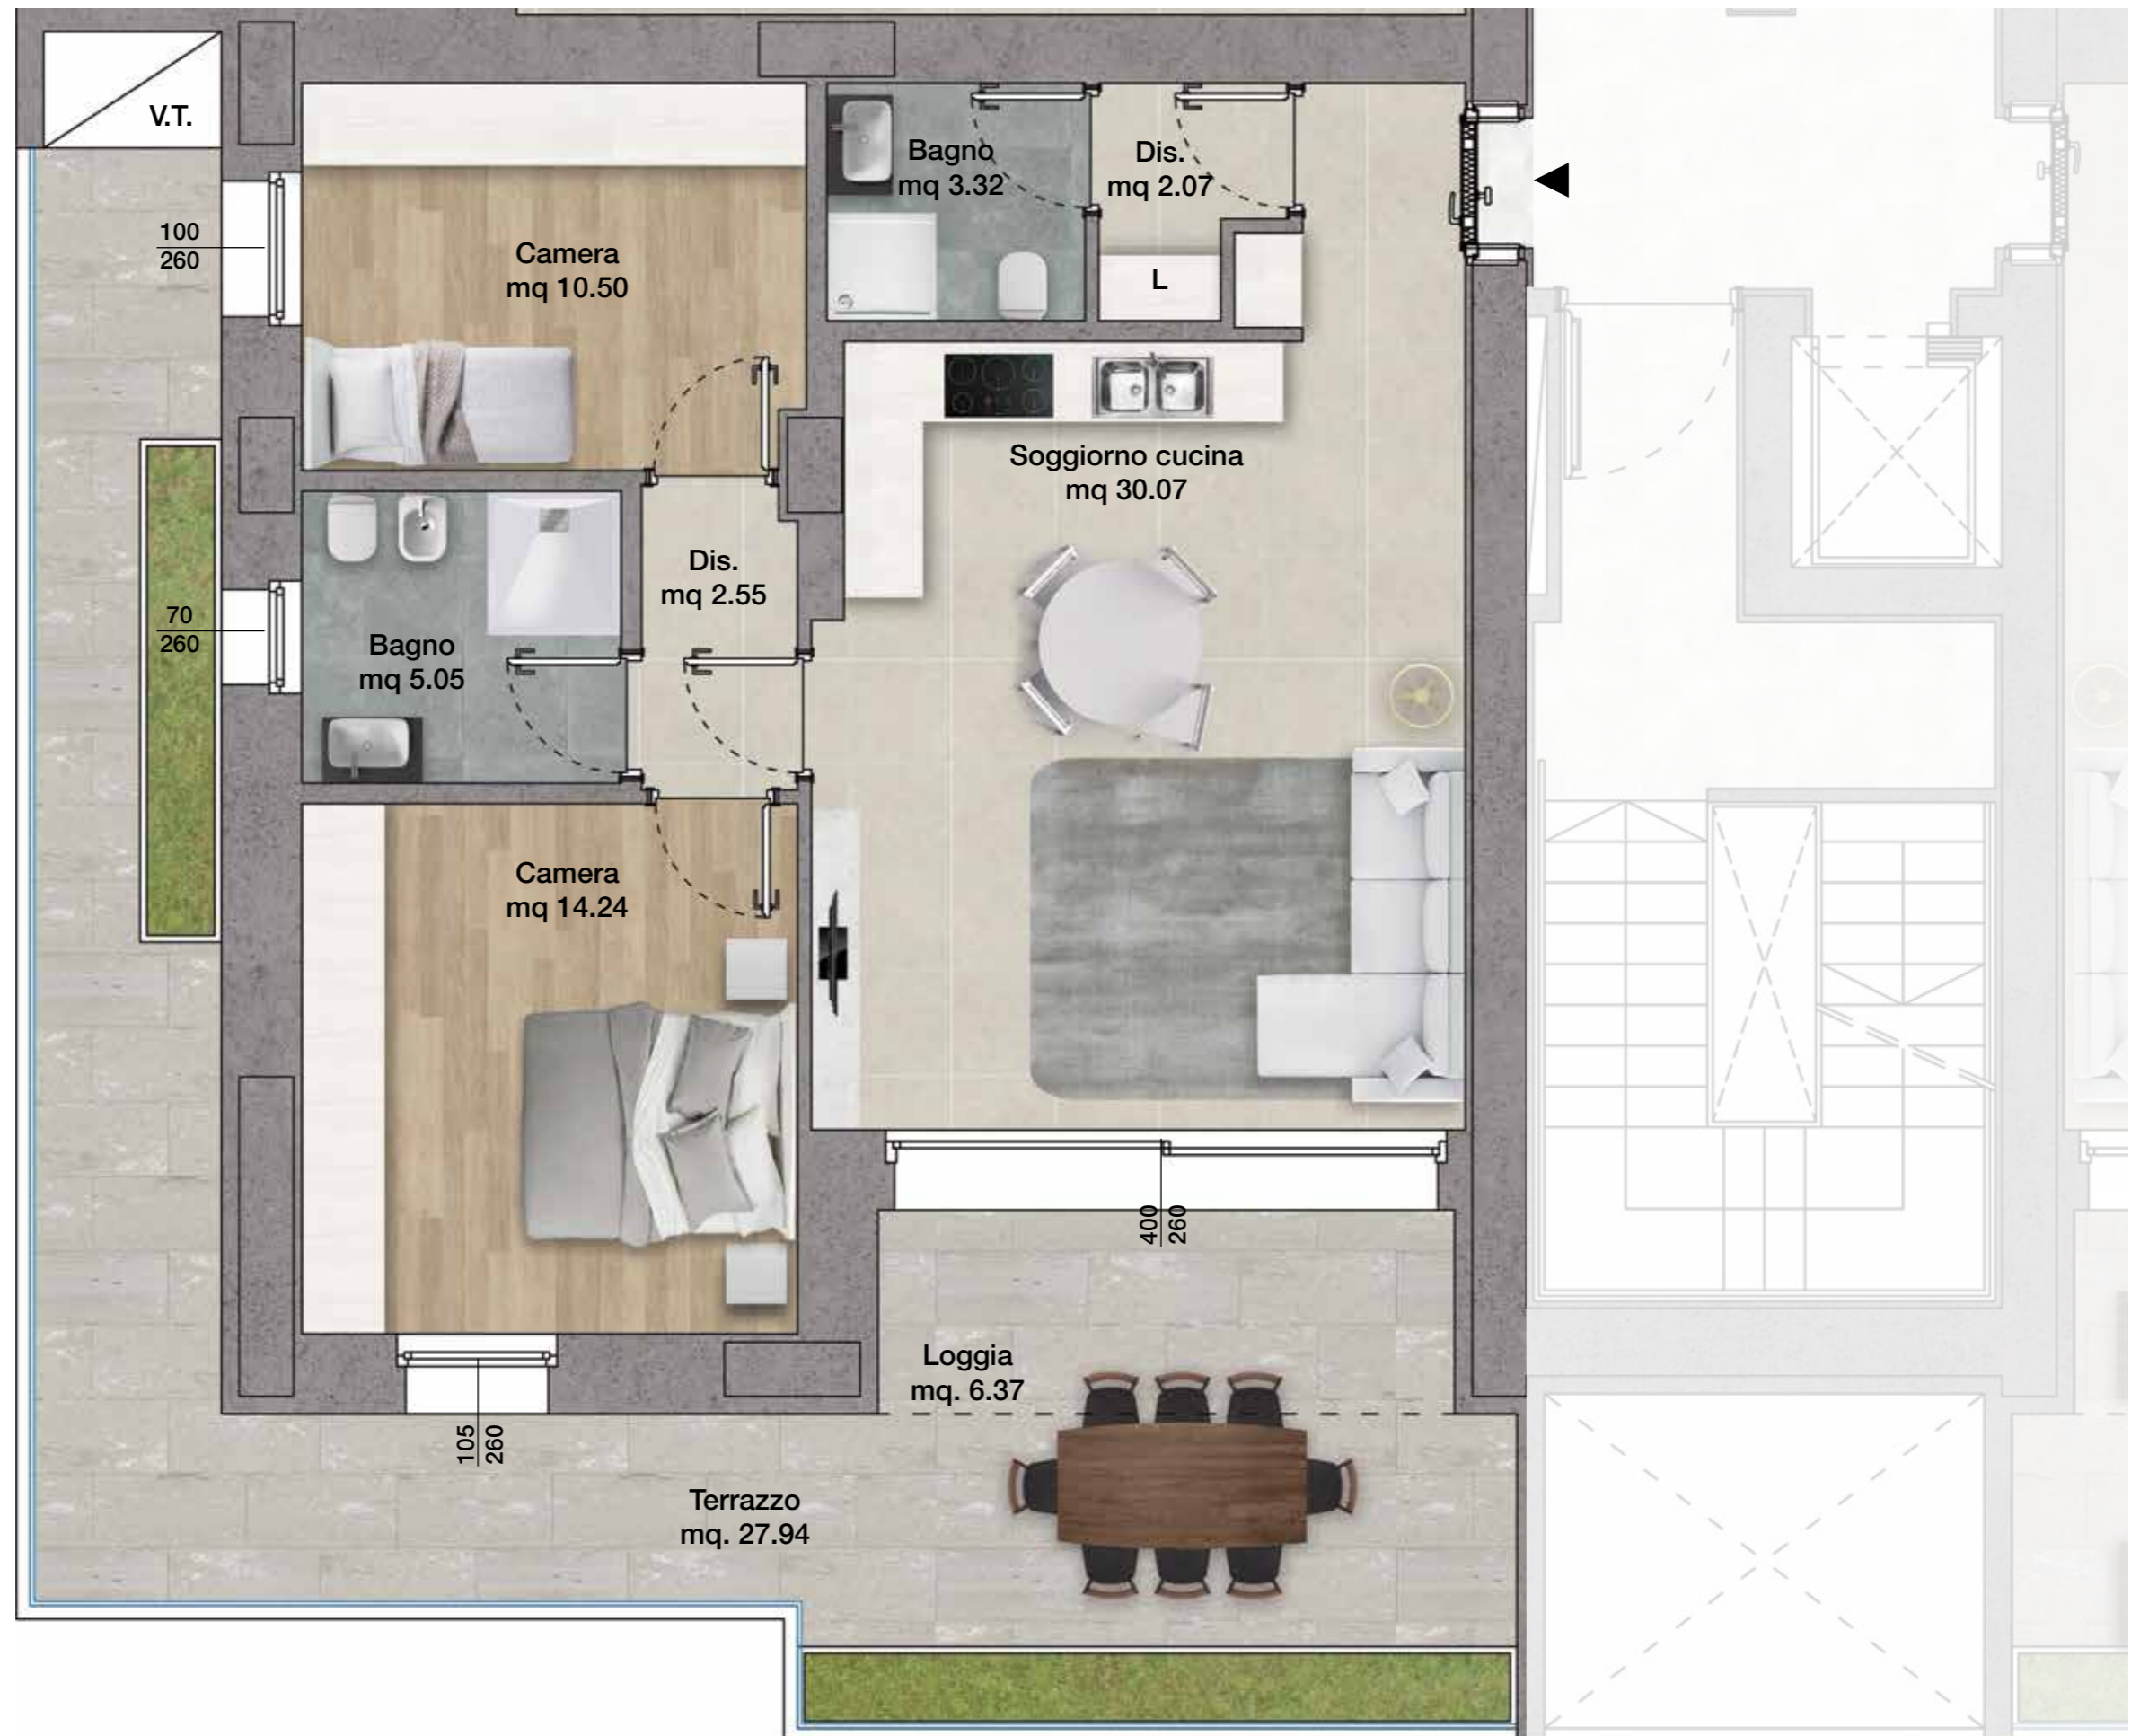 V.T.
Bagno
mq 3.32
Dis.
mq 2.07
100
260
Camera
mq 10.50
L
Soggiorno cucina
mq 30.07
Dis.
mq 2.55
70
260
Bagno
mq 5.05
Camera
mq 14.24
400
260
Loggia
mq. 6.37
105
260
Terrazzo
mq. 27.94